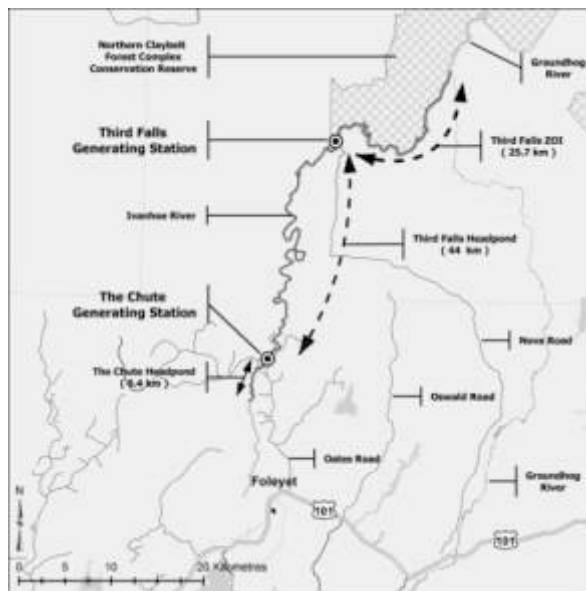 Northern Claybelt
Forest Complex
Conservation Reserve
Groundhog
River
Third Falls
Generating Station
Third Falls ZOI
( 25.7 km )
Ivanhoe River
Third Falls Headpond
( 44 km )
The Chute
Generating Station
Nova Road
The Chute Headpond
( 6.4 km )
Oswald Road
Oates Road
Groundhog
River
Foleyet
N
101
101
0 10 20 Kilometres